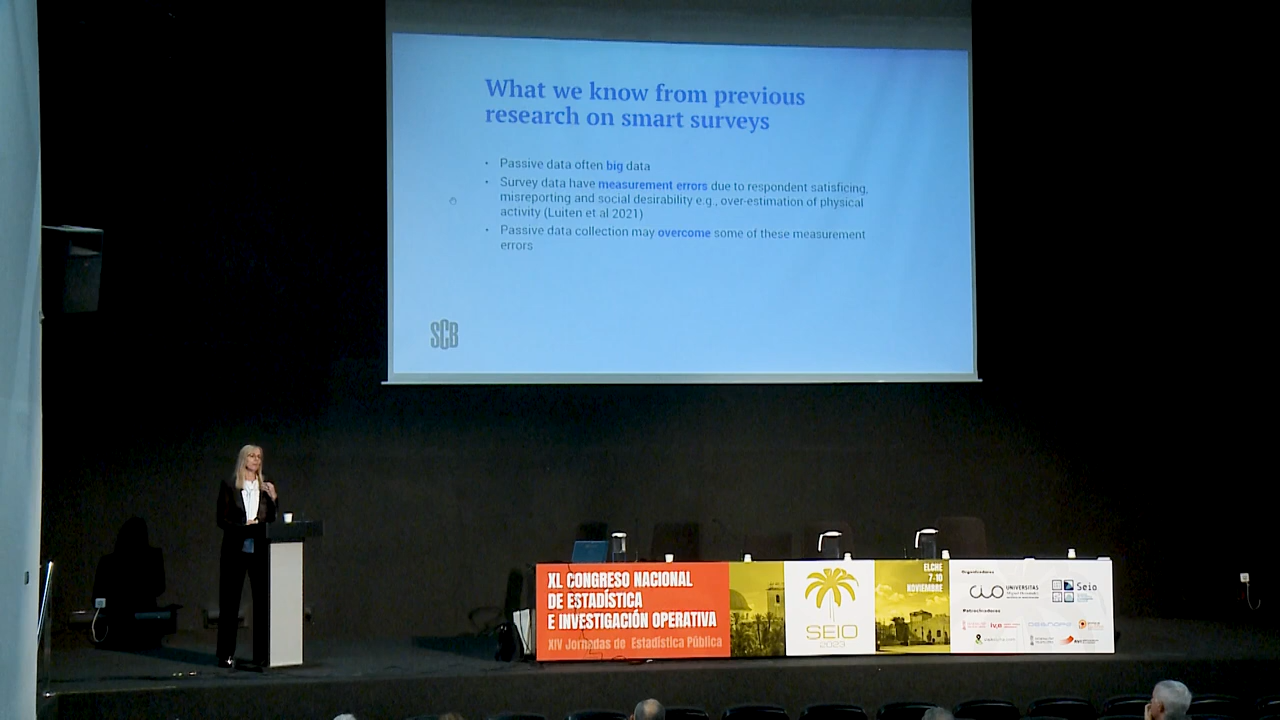 What we know from previous
research on smart surveys
• Passive data often big data
• Survey data have measurement errors due to respondent satisficing,
misreporting and social desirability e.g., over-estimation of physical
activity (Luiten et al 2021)
• Passive data collection may overcome some of these measurement
errors
SCB
XL CONGRESO NACIONAL
DE ESTADÍSTICA
E INVESTIGACIÓN OPERATIVA
XIV Jornadas de Estadística Pública
SEIO
2023
ELCHE
7-10
NOVIEMBRE
UNIVERSITAS
Miguel Hernández
Seio